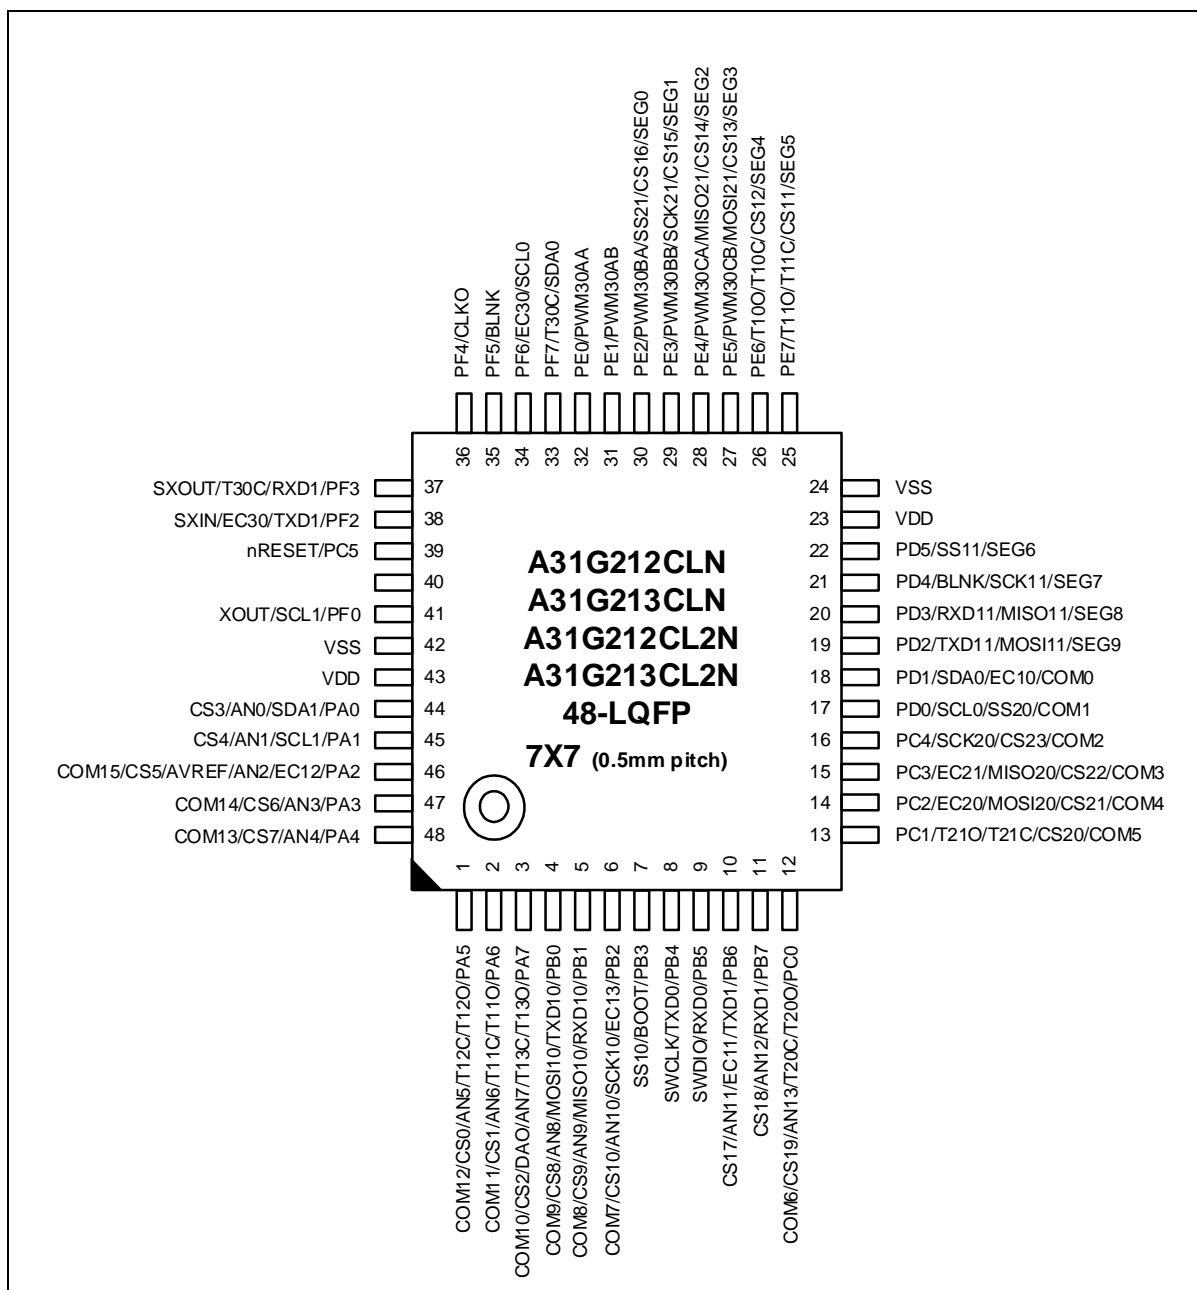 PF4/CLKO
PF5/BLNK
PF6/EC30/SCL0
PF7/T30C/SDA0
PE0/PWM30AA
PE1/PWM30AB
PE2/PWM30BA/SS21/CS16/SEG0
PE3/PWM30BB/SCK21/CS15/SEG1
PE4/PWM30CA/MISO21/CS14/SEG2
PE5/PWM30CB/MOSI21/CS13/SEG3
PE6/T10O/T10C/CS12/SEG4
PE7/T11O/T11C/CS11/SEG5
36 35 34 33 32 31 30 29 28 27 26 25
SXOUT/T30C/RXD1/PF3 37
SXIN/EC30/TXD1/PF2 38
nRESET/PC5 39
40
XOUT/SCL1/PF0 41
VSS 42
VDD 43
CS3/AN0/SDA1/PA0 44
CS4/AN1/SCL1/PA1 45
COM15/CS5/AVREF/AN2/EC12/PA2 46
COM14/CS6/AN3/PA3 47
COM13/CS7/AN4/PA4 48
A31G212CLN
A31G213CLN
A31G212CL2N
A31G213CL2N
48-LQFP
7X7 (0.5mm pitch)
24 VSS
23 VDD
22 PD5/SS11/SEG6
21 PD4/BLNK/SCK11/SEG7
20 PD3/RXD11/MISO11/SEG8
19 PD2/TXD11/MOSI11/SEG9
18 PD1/SDA0/EC10/COM0
17 PD0/SCL0/SS20/COM1
16 PC4/SCK20/CS23/COM2
15 PC3/EC21/MISO20/CS22/COM3
14 PC2/EC20/MOSI20/CS21/COM4
13 PC1/T21O/T21C/CS20/COM5
1 2 3 4 5 6 7 8 9 10 11 12
COM12/CS0/AN5/T12C/T12O/PA5
COM11/CS1/AN6/T11C/T11O/PA6
COM10/CS2/DAO/AN7/T13C/T13O/PA7
COM9/CS8/AN8/MOSI10/TXD10/PB0
COM8/CS9/AN9/MISO10/RXD10/PB1
COM7/CS10/AN10/SCK10/EC13/PB2
SS10/BOOT/PB3
SWCLK/TXD0/PB4
SWDIO/RXD0/PB5
CS17/AN11/EC11/TXD1/PB6
CS18/AN12/RXD1/PB7
COM6/CS19/AN13/T20C/T20O/PC0